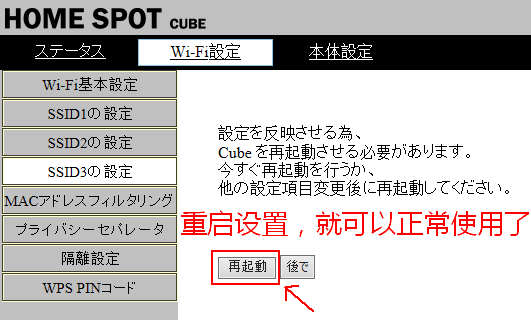 HOME SPOT CUBE
ステータス Wi-Fi設定 本体設定
Wi-Fi基本設定
SSID1の設定
SSID2の設定
SSID3の設定
MACアドレスフィルタリング
プライバシーセパレータ
隔離設定
WPS PINコード
設定を反映させる為、
Cubeを再起動させる必要があります。
今すぐ再起動を行うか、
他の設定項目変更後に再起動してください。
重启设置，就可以正常使用了
再起動 後で